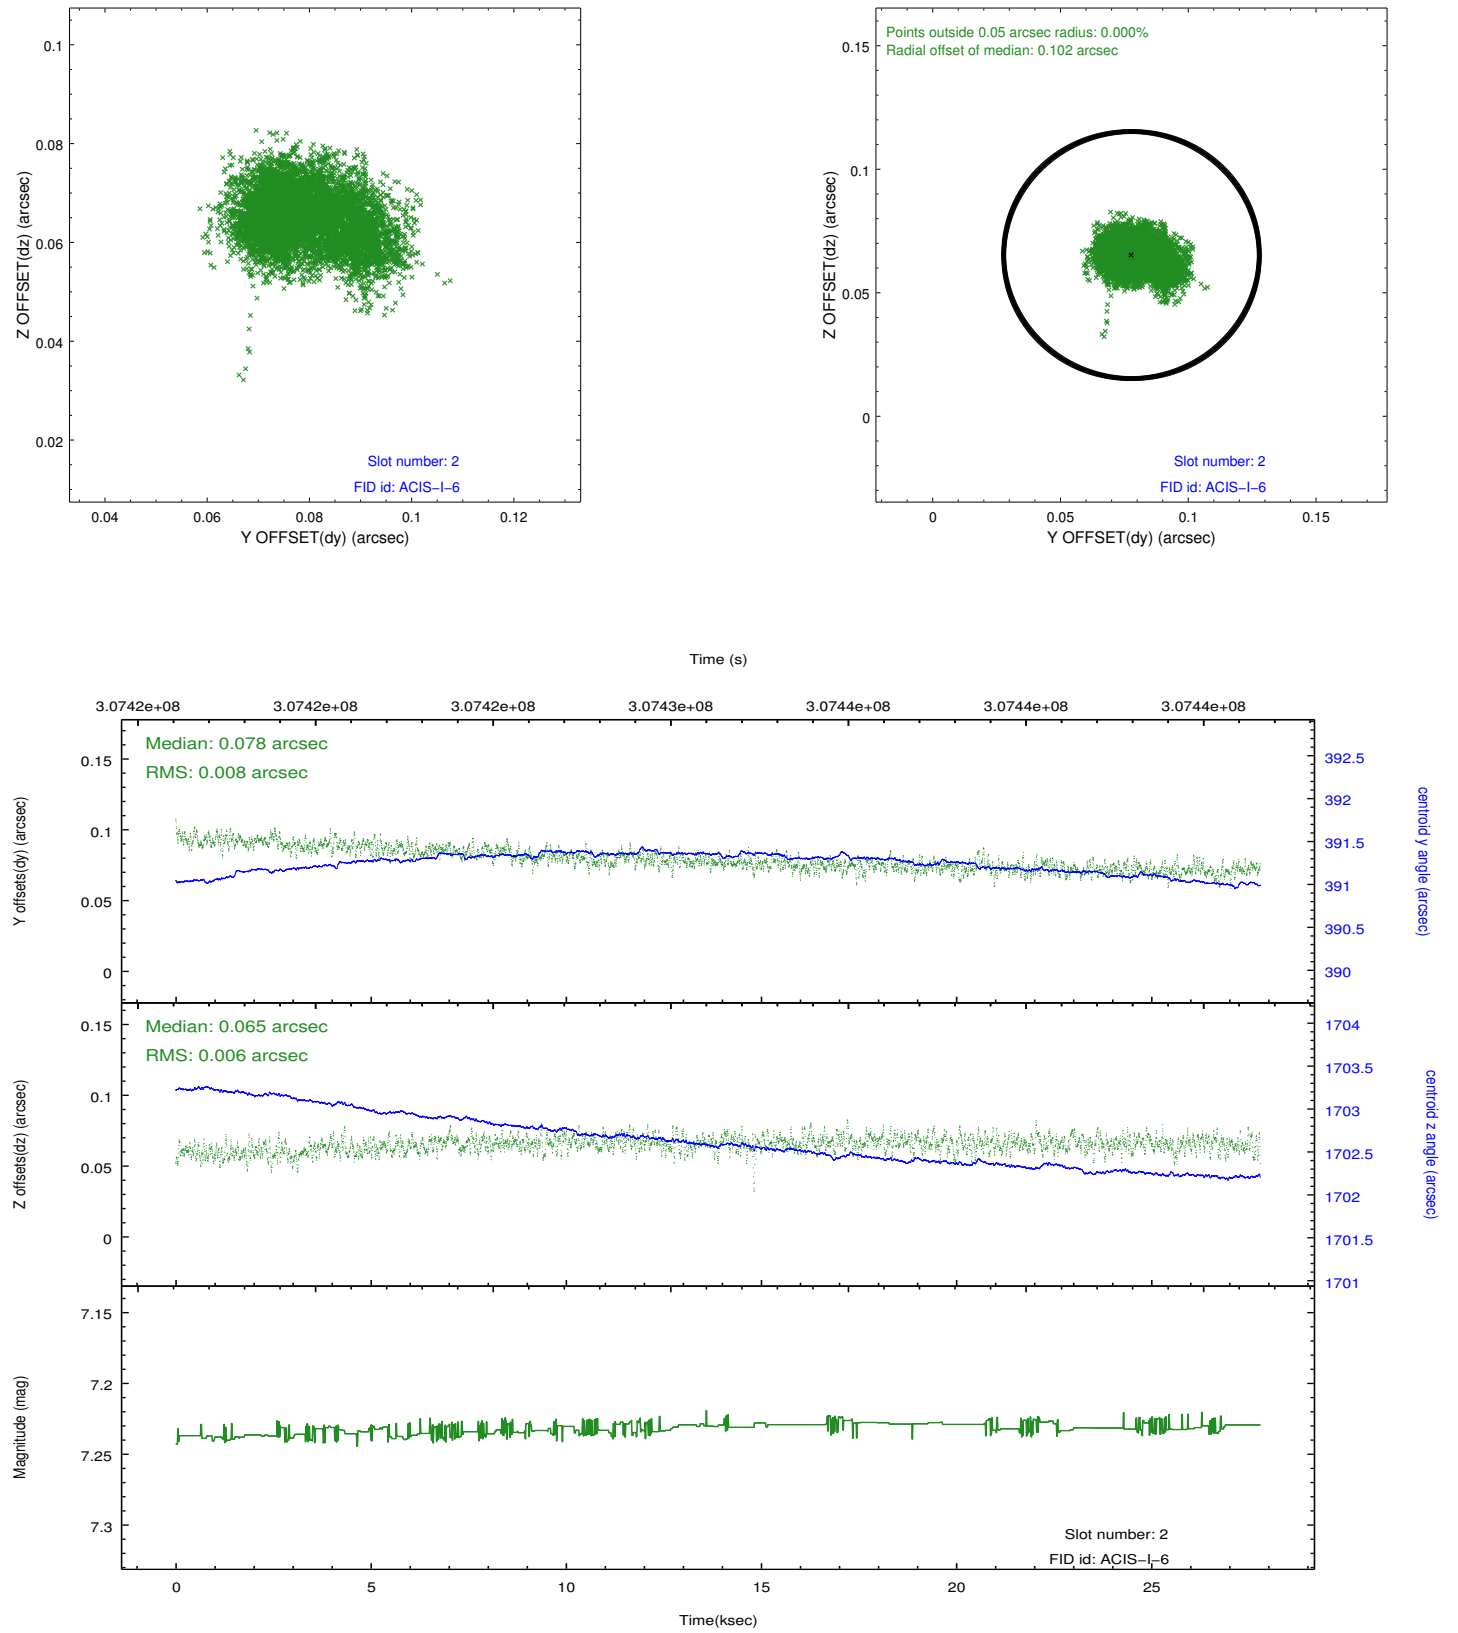 0.1
0.08
0.06
0.04
0.02
Z OFFSET(dz) (arcsec)
0.04 0.06 0.08 0.1 0.12
Y OFFSET(dy) (arcsec)
Slot number: 2
FID id: ACIS−I−6
Points outside 0.05 arcsec radius: 0.000%
Radial offset of median: 0.102 arcsec
0.15
0.1
0.05
0
Z OFFSET(dz) (arcsec)
0 0.05 0.1 0.15
Y OFFSET(dy) (arcsec)
Slot number: 2
FID id: ACIS−I−6
Time (s)
3.0742e+08 3.0742e+08 3.0742e+08 3.0743e+08 3.0744e+08 3.0744e+08 3.0744e+08
Median: 0.078 arcsec
RMS: 0.008 arcsec
0.15
0.1
0.05
0
Y offsets(dy) (arcsec)
392.5
392
391.5
391
390.5
390
centroid y angle (arcsec)
Median: 0.065 arcsec
RMS: 0.006 arcsec
0.15
0.1
0.05
0
Z offsets(dz) (arcsec)
1704
1703.5
1703
1702.5
1702
1701.5
1701
centroid z angle (arcsec)
7.15
7.2
7.25
7.3
Magnitude (mag)
Slot number: 2
FID id: ACIS−I−6
0 5 10 15 20 25
Time(ksec)